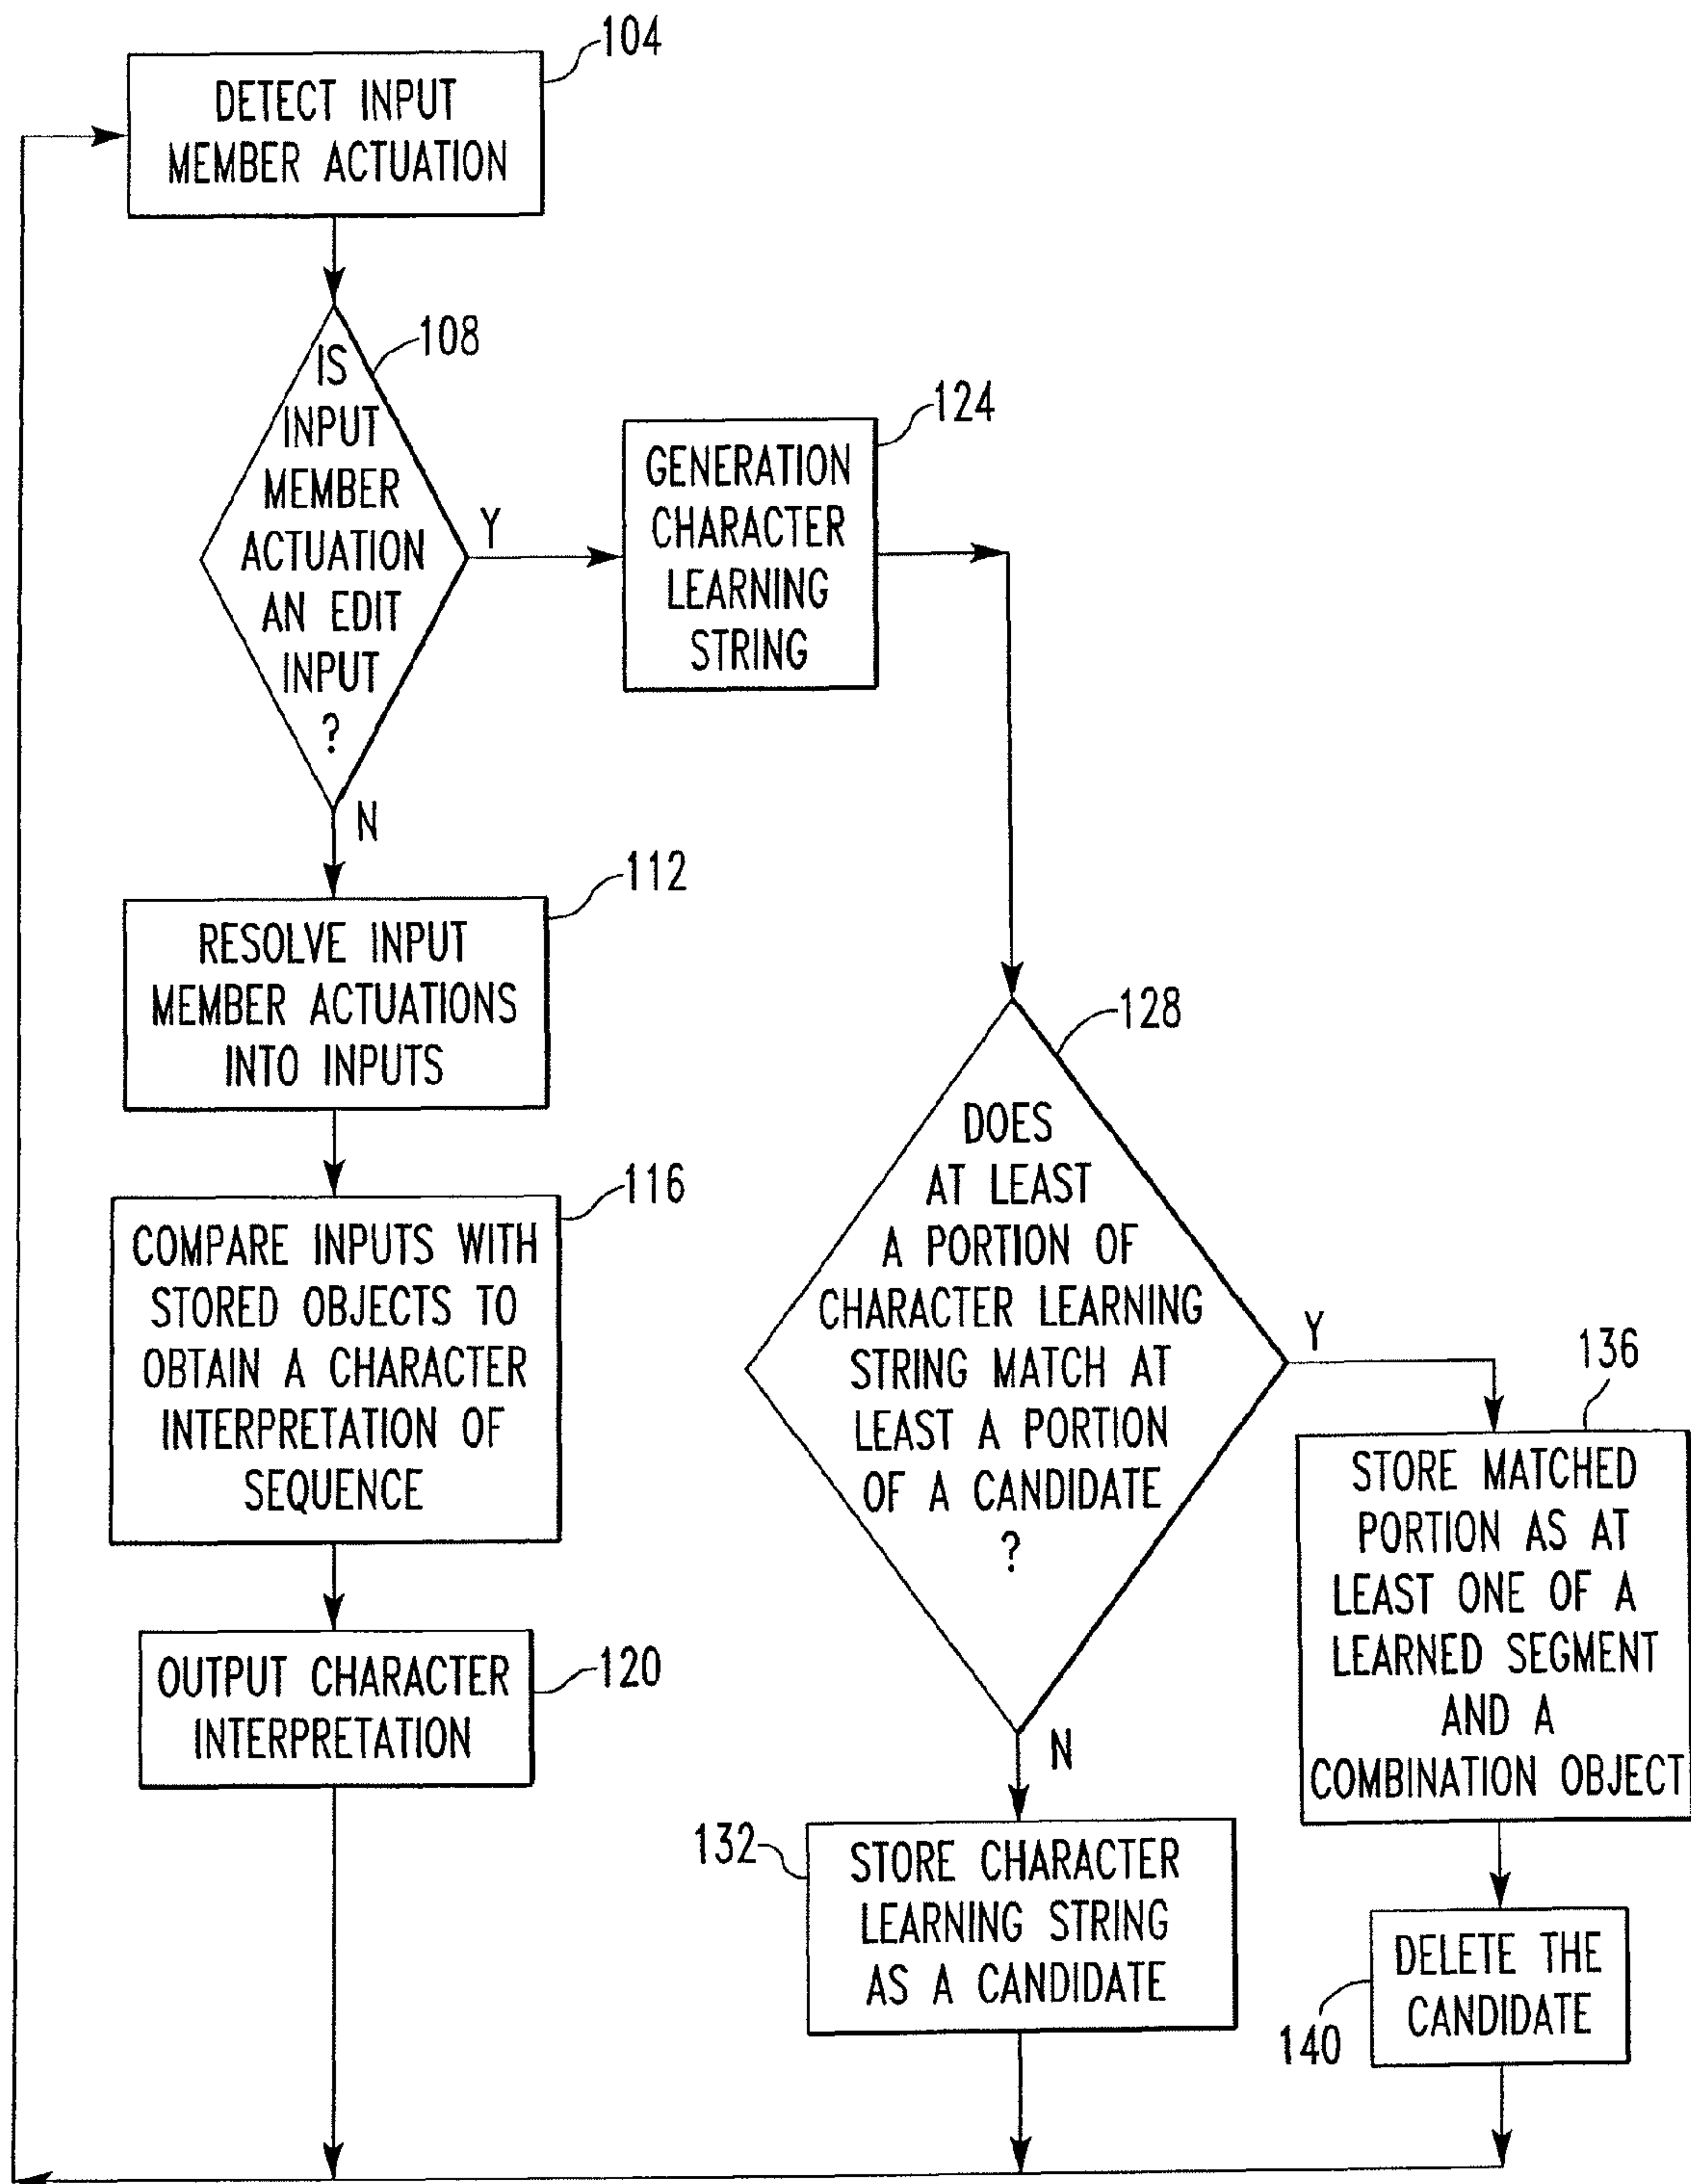 104
DETECT INPUT
MEMBER ACTUATION
108
IS
INPUT
MEMBER
ACTUATION
AN EDIT
INPUT
?
Y
N
124
GENERATION
CHARACTER
LEARNING
STRING
112
RESOLVE INPUT
MEMBER ACTUATIONS
INTO INPUTS
116
COMPARE INPUTS WITH
STORED OBJECTS TO
OBTAIN A CHARACTER
INTERPRETATION OF
SEQUENCE
120
OUTPUT CHARACTER
INTERPRETATION
128
DOES
AT LEAST
A PORTION OF
CHARACTER LEARNING
STRING MATCH AT
LEAST A PORTION
OF A CANDIDATE
?
Y
N
132
STORE CHARACTER
LEARNING STRING
AS A CANDIDATE
136
STORE MATCHED
PORTION AS AT
LEAST ONE OF A
LEARNED SEGMENT
AND A
COMBINATION OBJECT
DELETE THE
CANDIDATE
140